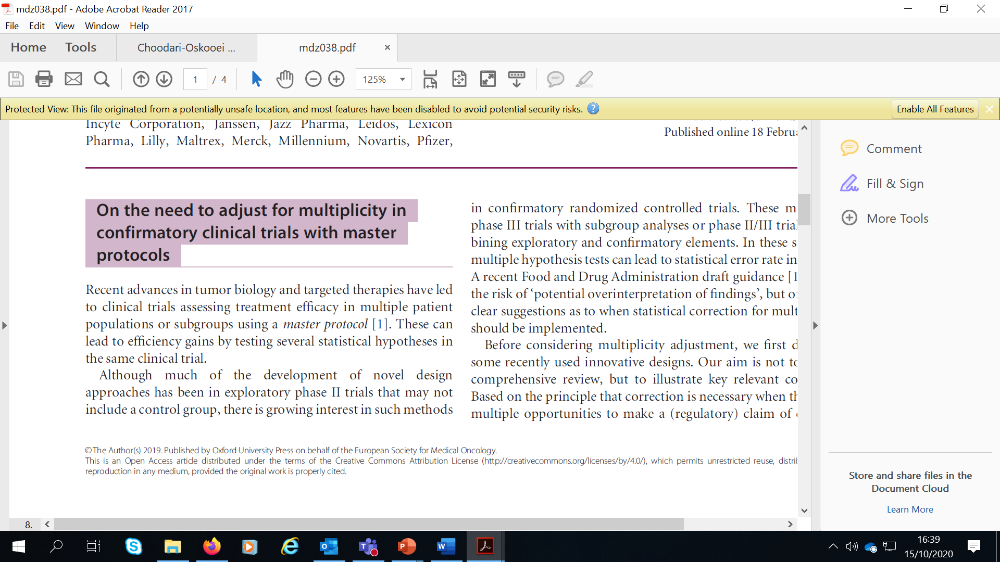 mdz038.pdf - Adobe Acrobat Reader 2017
File Edit View Window Help
Home Tools Choodari-Oskooei ... mdz038.pdf
1 / 4 125%
Protected View: This file originated from a potentially unsafe location, and most features have been disabled to avoid potential security risks. Enable All Features
Incyte Corporation, Janssen, Jazz Pharma, Leidos, Lexicon
Pharma, Lilly, Maltrex, Merck, Millennium, Novartis, Pfizer,
Published online 18 Februa
On the need to adjust for multiplicity in
confirmatory clinical trials with master
protocols
Recent advances in tumor biology and targeted therapies have led
to clinical trials assessing treatment efficacy in multiple patient
populations or subgroups using a master protocol [1]. These can
lead to efficiency gains by testing several statistical hypotheses in
the same clinical trial.
Although much of the development of novel design
approaches has been in exploratory phase II trials that may not
include a control group, there is growing interest in such methods
in confirmatory randomized controlled trials. These m
phase III trials with subgroup analyses or phase II/III trial
bining exploratory and confirmatory elements. In these s
multiple hypothesis tests can lead to statistical error rate in
A recent Food and Drug Administration draft guidance [1
the risk of ‘potential overinterpretation of findings’, but o
clear suggestions as to when statistical correction for mult
should be implemented.
Before considering multiplicity adjustment, we first d
some recently used innovative designs. Our aim is not to
comprehensive review, but to illustrate key relevant co
Based on the principle that correction is necessary when th
multiple opportunities to make a (regulatory) claim of
©The Author(s) 2019. Published by Oxford University Press on behalf of the European Society for Medical Oncology.
This is an Open Access article distributed under the terms of the Creative Commons Attribution License (http://creativecommons.org/licenses/by/4.0/), which permits unrestricted reuse, distrib
reproduction in any medium, provided the original work is properly cited.
8.
Comment
Fill & Sign
More Tools
Store and share files in the
Document Cloud
Learn More
16:39
15/10/2020